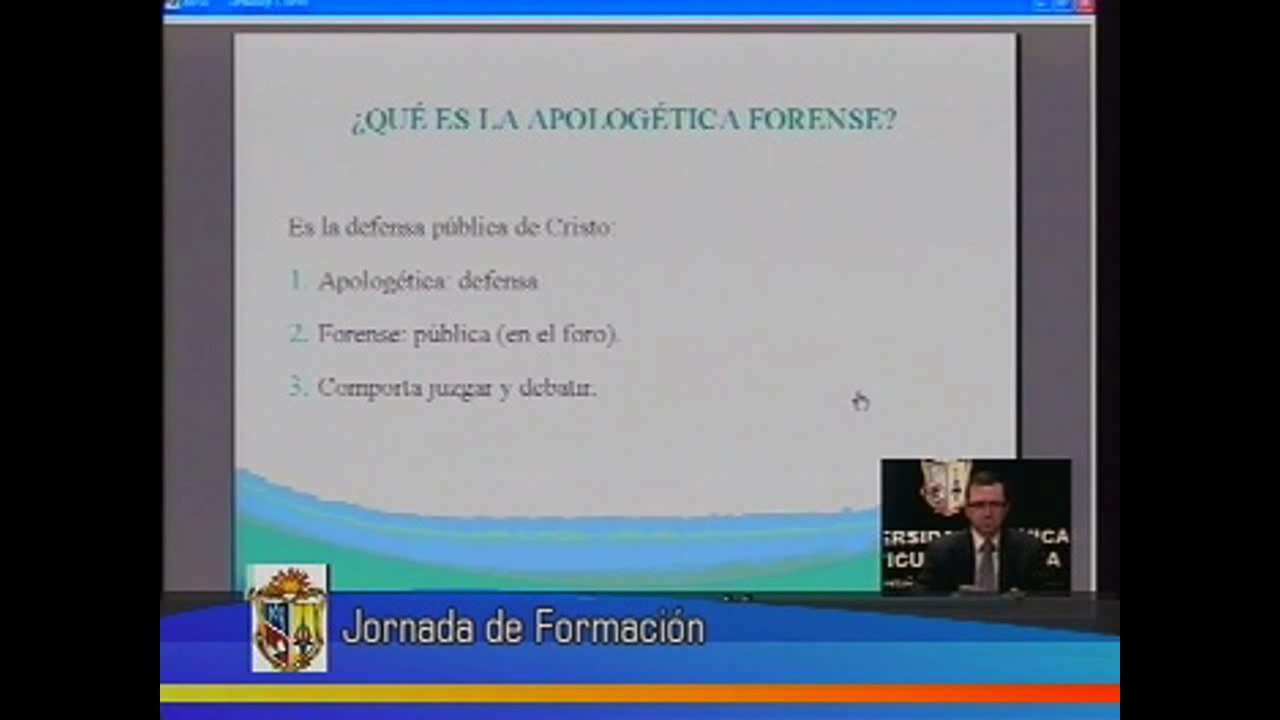 ¿QUÉ ES LA APOLOGÉTICA FORENSE?
Es la defensa pública de Cristo:
1. Apologética: defensa
2. Forense: pública (en el foro).
3. Comporta juzgar y debatir.
Jornada de Formación